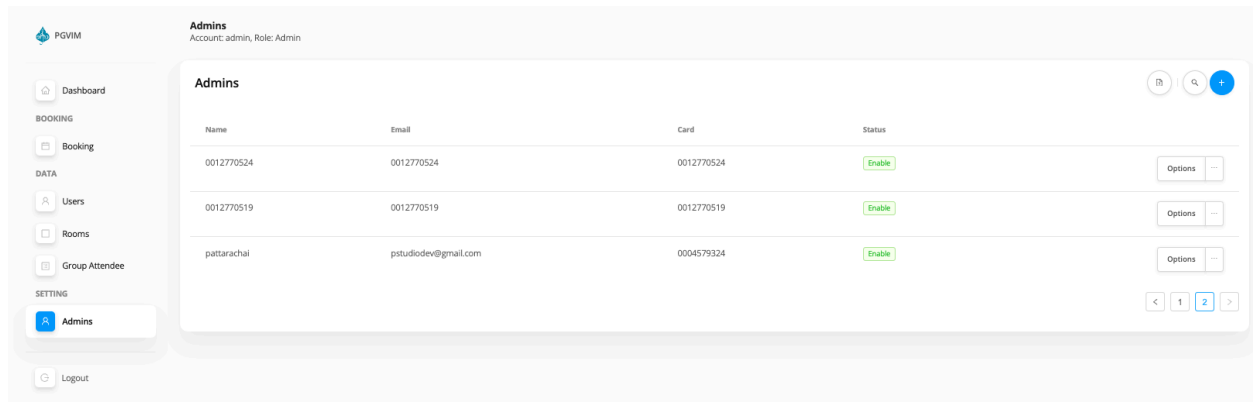 PGVIM
Admins
Account: admin, Role: Admin
Dashboard
BOOKING
Booking
DATA
Users
Rooms
Group Attendee
SETTING
Admins
Logout
Admins
Name Email Card Status
0012770524 0012770524 0012770524 Enable Options ...
0012770519 0012770519 0012770519 Enable Options ...
pattarachai pstudiodev@gmail.com 0004579324 Enable Options ...
< 1 2 >